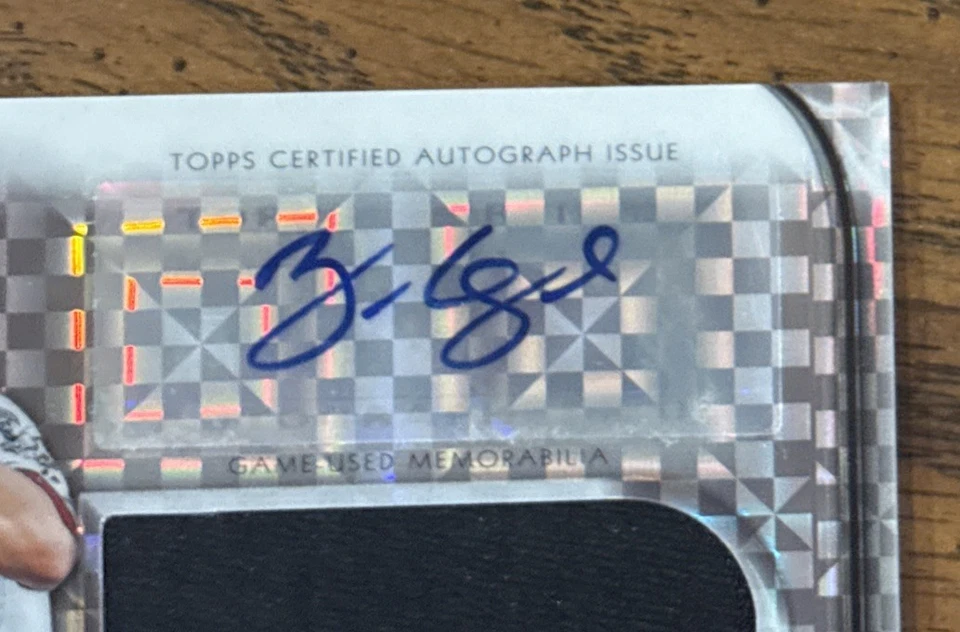 TOPPS CERTIFIED AUTOGRAPH ISSUE
GAME-USED MEMORABILIA